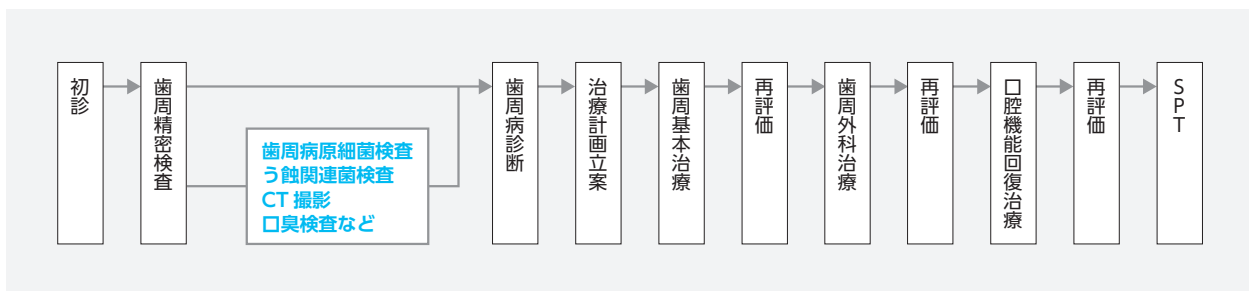 初診
歯周精密検査
歯周病原細菌検査
う蝕関連菌検査
CT 撮影
口臭検査など
歯周病診断
治療計画立案
歯周基本治療
再評価
歯周外科治療
再評価
口腔機能回復治療
再評価
SPT